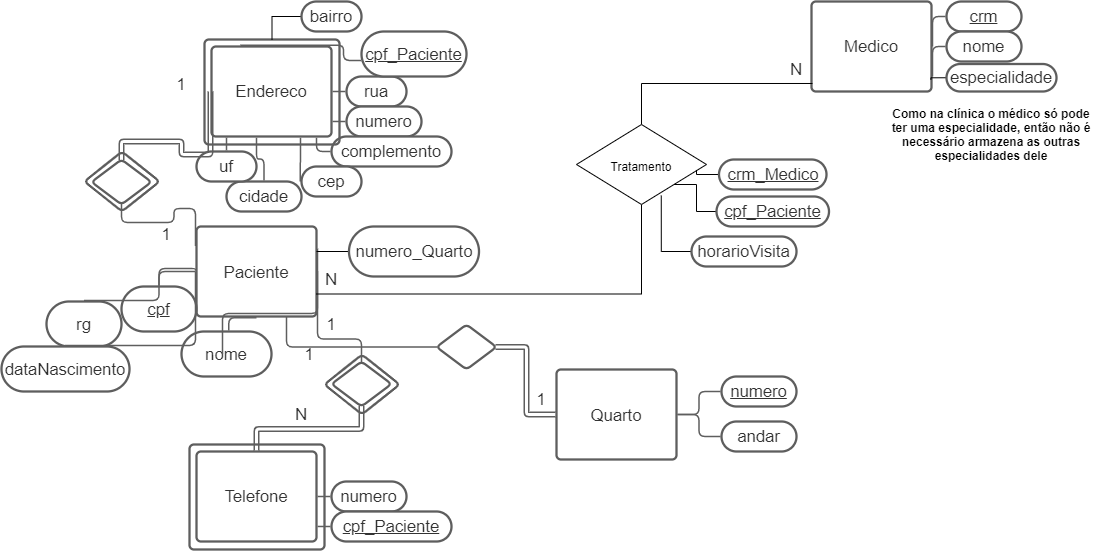 bairro
crm
Medico
nome
cpf_Paciente
N
especialidade
1
Endereco
rua
numero
Como na clínica o médico só pode
ter uma especialidade, então não é
necessário armazena as outras
especialidades dele
complemento
uf
cep
cidade
Tratamento
crm_Medico
cpf_Paciente
1
numero_Quarto
horarioVisita
Paciente
N
cpf
rg
1
nome
1
dataNascimento
numero
1
N
Quarto
andar
Telefone
numero
cpf_Paciente